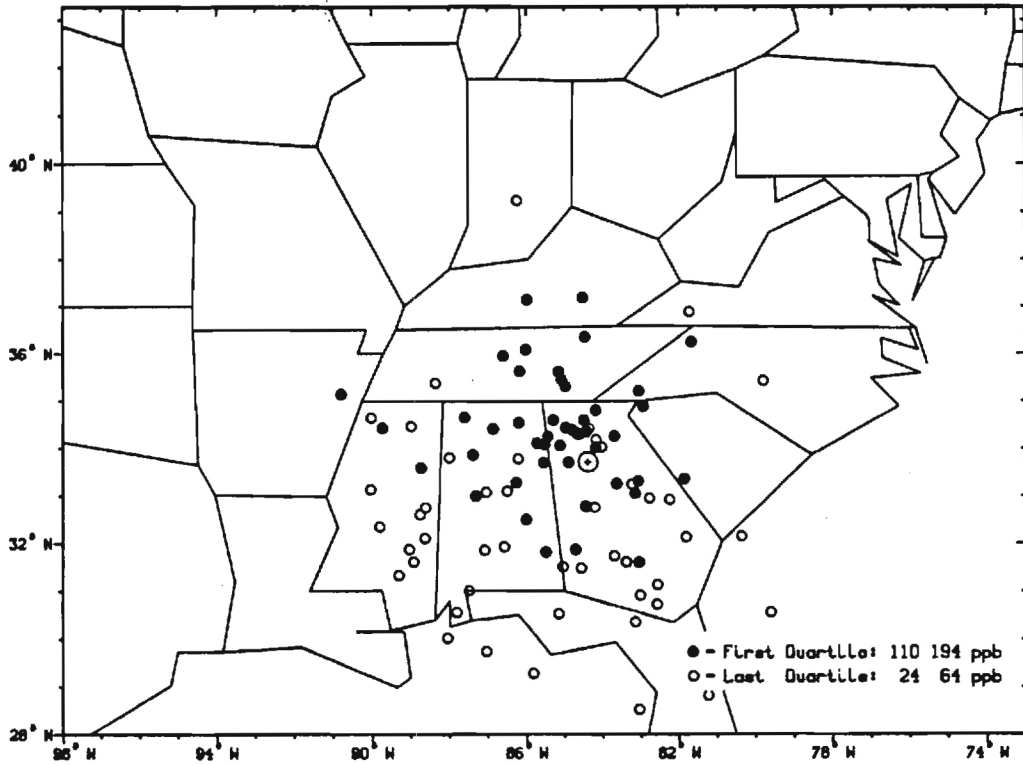 40° N
36° N
32° N
28° N
● - First Quartile: 110 194 ppb
○ - Last Quartile: 24 64 ppb
98° W 94° W 90° W 86° W 82° W 78° W 74° W